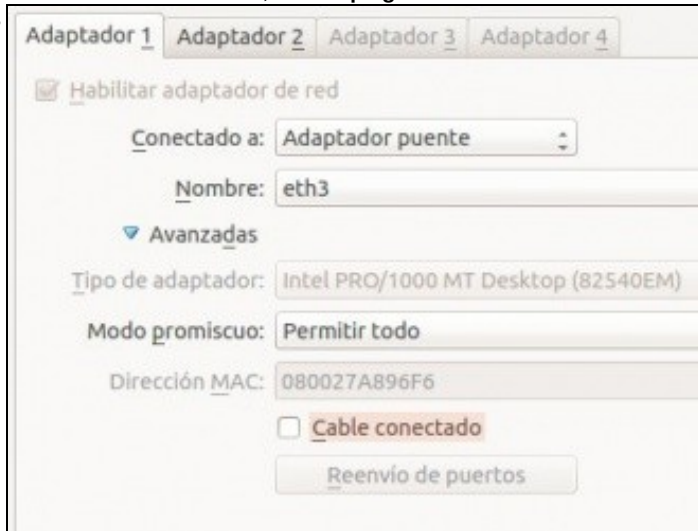 Adaptador 1 Adaptador 2 Adaptador 3 Adaptador 4
Habilitar adaptador de red
Conectado a: Adaptador puente
Nombre: eth3
Avanzadas
Tipo de adaptador: Intel PRO/1000 MT Desktop (82540EM)
Modo promiscuo: Permitir todo
Dirección MAC: 080027A896F6
Cable conectado
Reenvío de puertos